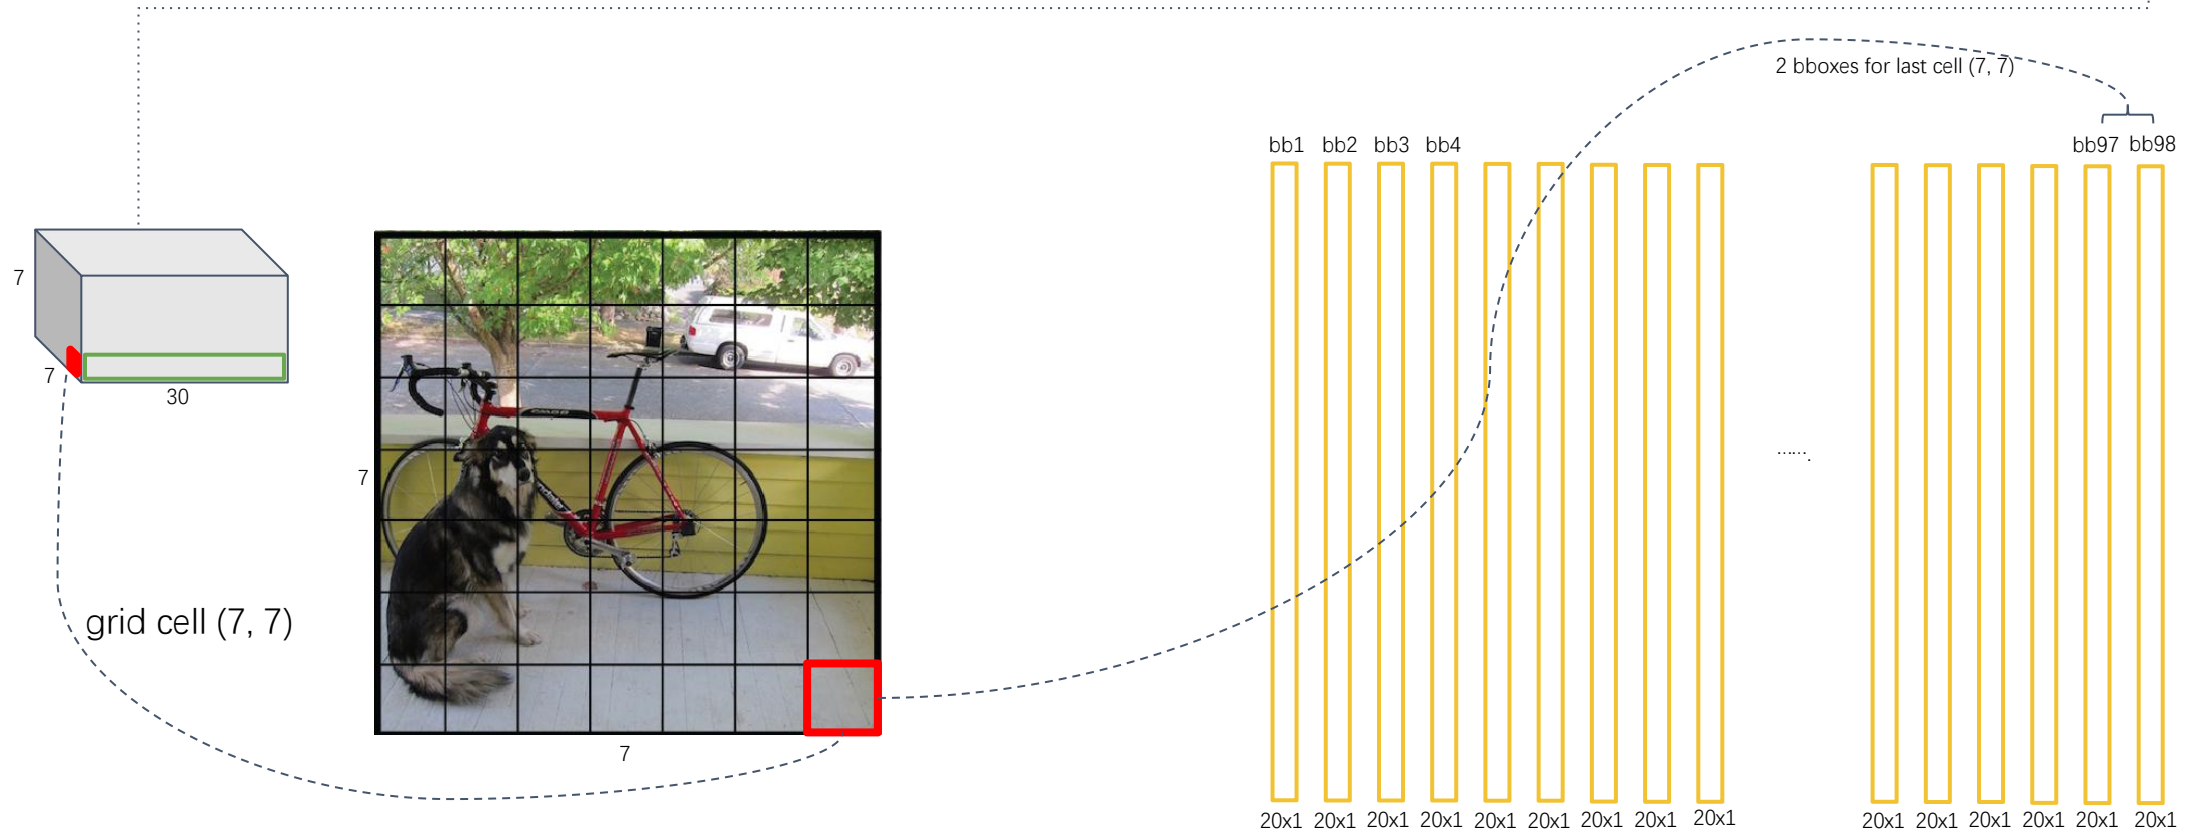 2 bboxes for last cell (7, 7)
bb1 bb2 bb3 bb4 bb97 bb98
7
7
30
7
…….
grid cell (7, 7)
7
20x1 20x1 20x1 20x1 20x1 20x1 20x1 20x1 20x1 20x1 20x1 20x1 20x1 20x1 20x1